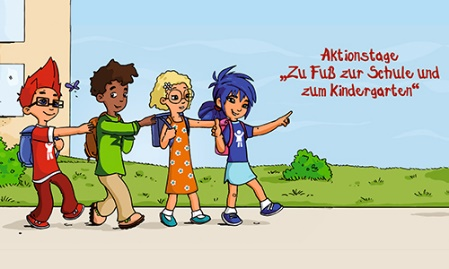 Aktionstage
„Zu Fuß zur Schule und
zum Kindergarten“